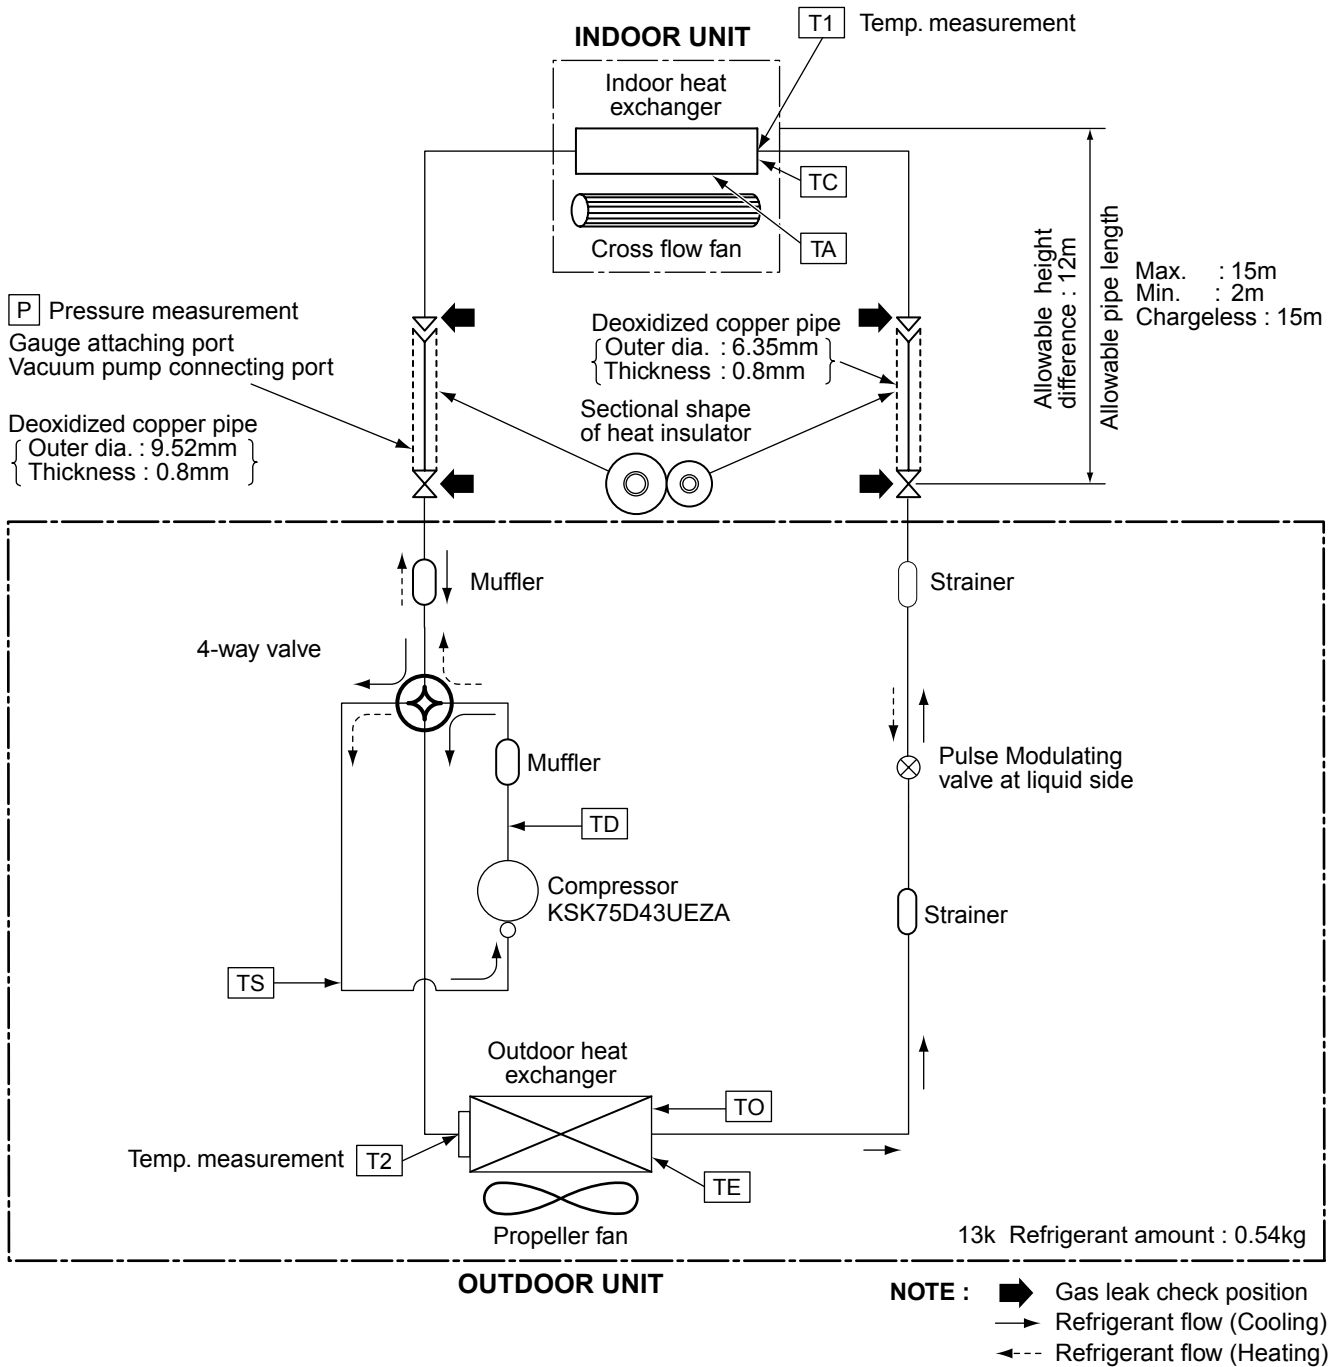 T1 Temp. measurement
INDOOR UNIT
Indoor heat
exchanger
TC
Cross flow fan
TA
Allowable height
difference : 12m
Allowable pipe length
Max. : 15m
Min. : 2m
Chargeless : 15m
P Pressure measurement
Gauge attaching port
Vacuum pump connecting port
Deoxidized copper pipe
Outer dia. : 9.52mm
Thickness : 0.8mm
Deoxidized copper pipe
Outer dia. : 6.35mm
Thickness : 0.8mm
Sectional shape
of heat insulator
Muffler
Strainer
4-way valve
Muffler
Pulse Modulating
valve at liquid side
TD
Compressor
KSK75D43UEZA
Strainer
TS
Outdoor heat
exchanger
TO
Temp. measurement T2
TE
Propeller fan
13k Refrigerant amount : 0.54kg
OUTDOOR UNIT
NOTE : Gas leak check position
Refrigerant flow (Cooling)
Refrigerant flow (Heating)